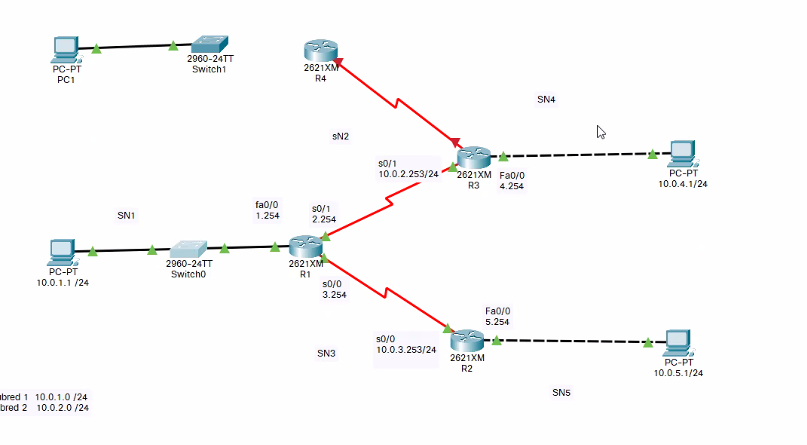 2960-24TT
Switch1
PC-PT
PC1
2621XM
R4
SN4
sN2
s0/1
10.0.2.253/24
2621XM
R3
Fa0/0
4.254
PC-PT
10.0.4.1/24
fa0/0
1.254
s0/1
2.254
SN1
PC-PT
10.0.1.1 /24
2960-24TT
Switch0
2621XM
R1
s0/0
3.254
Fa0/0
5.254
s0/0
10.0.3.253/24
SN3
2621XM
R2
PC-PT
10.0.5.1/24
SN5
ubred 1 10.0.1.0 /24
bred 2 10.0.2.0 /24